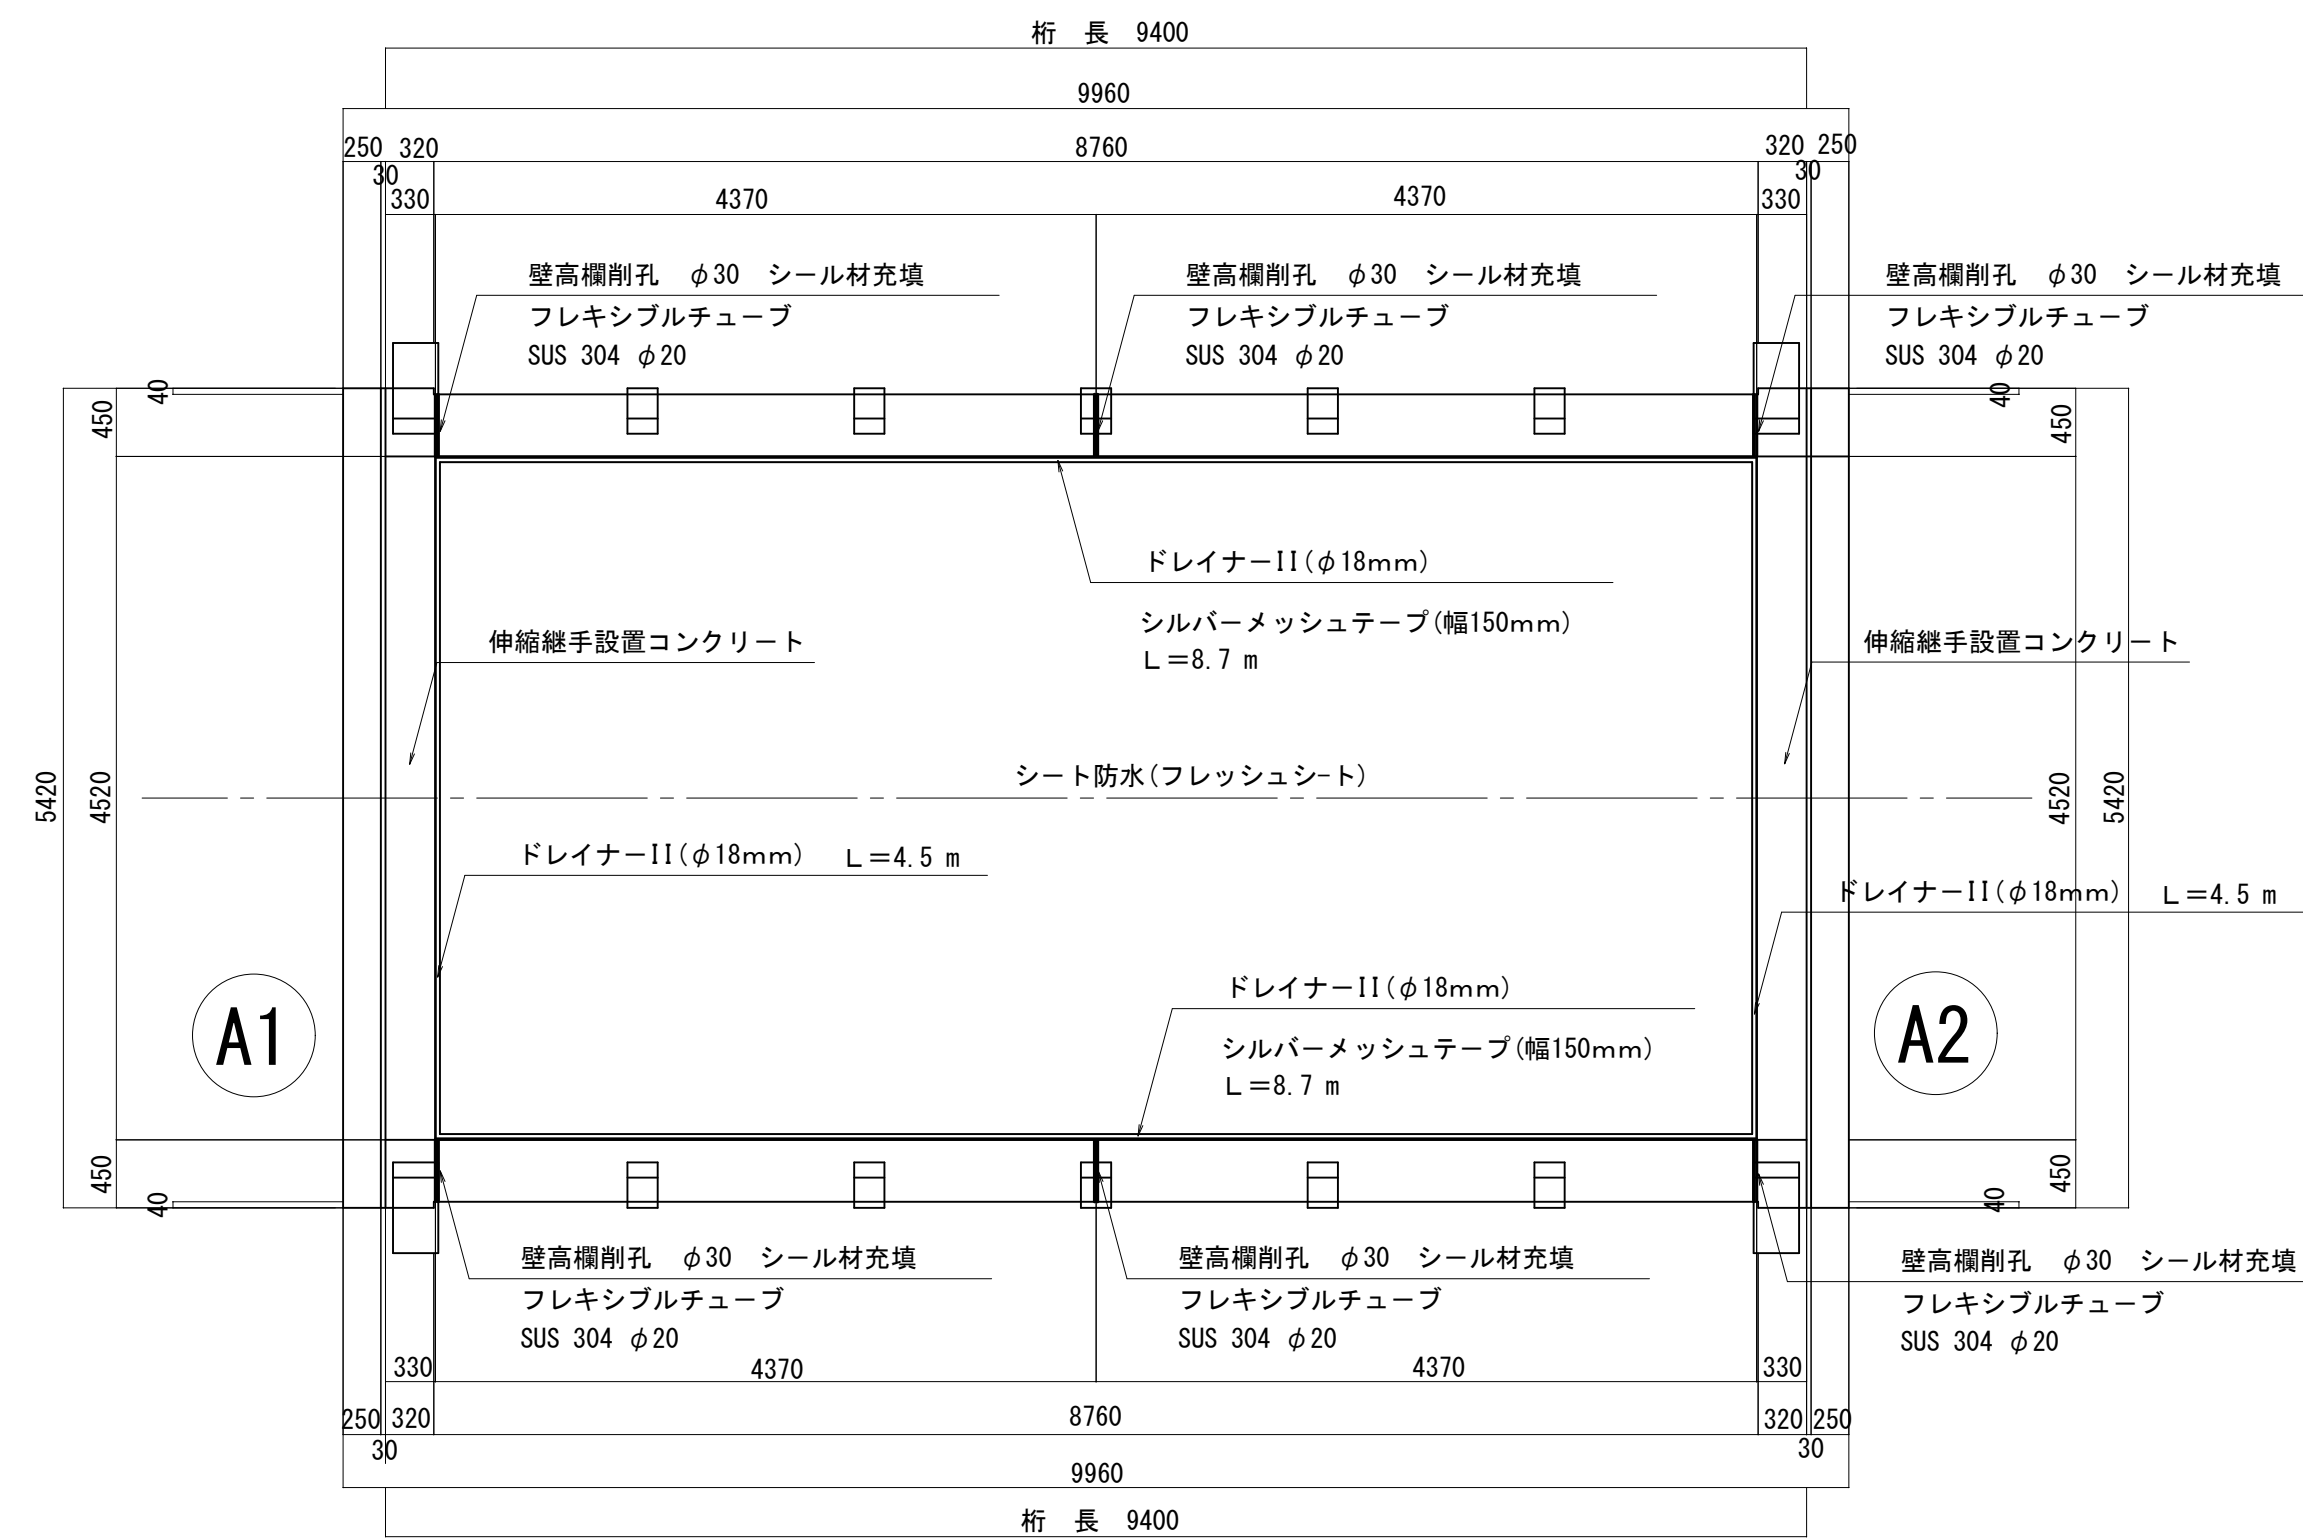 桁 長 9400
9960
250 320 8760 320 250
30 30
330 4370 4370 330
壁高欄削孔 φ30 シール材充填
フレキシブルチューブ
SUS 304 φ20
壁高欄削孔 φ30 シール材充填
フレキシブルチューブ
SUS 304 φ20
壁高欄削孔 φ30 シール材充填
フレキシブルチューブ
SUS 304 φ20
40
450
40
450
ドレイナーII(φ18mm)
シルバーメッシュテープ(幅150mm)
L=8.7 m
伸縮継手設置コンクリート
伸縮継手設置コンクリート
シート防水(フレッシュシ-ト)
5420
4520
4520
5420
ドレイナーII(φ18mm) L=4.5 m
ドレイナーII(φ18mm) L=4.5 m
ドレイナーII(φ18mm)
シルバーメッシュテープ(幅150mm)
L=8.7 m
A1
A2
450
40
450
40
壁高欄削孔 φ30 シール材充填
フレキシブルチューブ
SUS 304 φ20
壁高欄削孔 φ30 シール材充填
フレキシブルチューブ
SUS 304 φ20
壁高欄削孔 φ30 シール材充填
フレキシブルチューブ
SUS 304 φ20
330 4370 4370 330
250 320 8760 320 250
30 30
9960
桁 長 9400